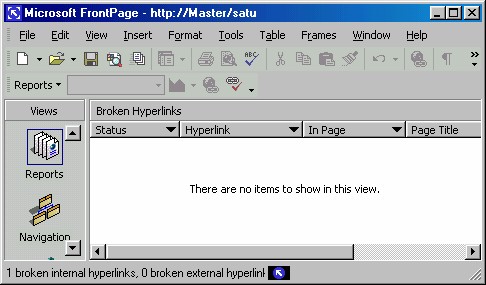 Microsoft FrontPage - http://Master/satu
File Edit View Insert Format Tools Table Frames Window Help
Reports
Views
Broken Hyperlinks
Status Hyperlink In Page Page Title
There are no items to show in this view.
Reports
Navigation
1 broken internal hyperlinks, 0 broken external hyperlin